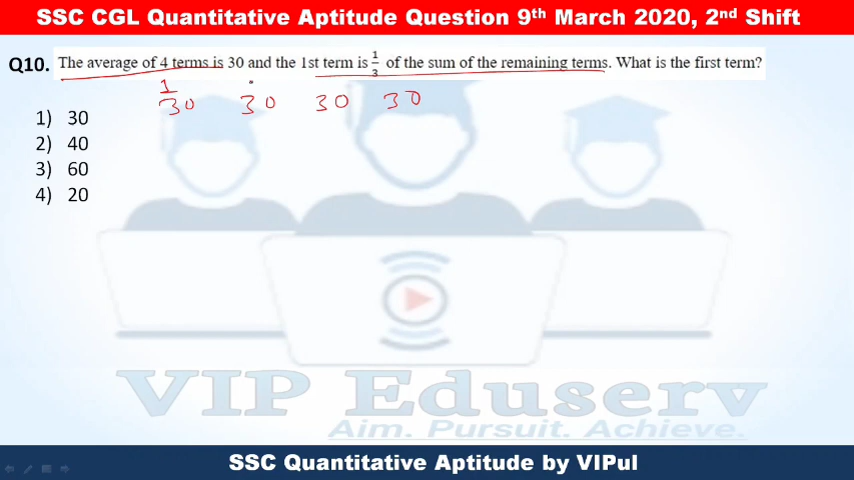 SSC CGL Quantitative Aptitude Question 9th March 2020, 2nd Shift
Q10. The average of 4 terms is 30 and the 1st term is 1/3 of the sum of the remaining terms. What is the first term?
1
30 30 30 30
1) 30
2) 40
3) 60
4) 20
VIP Eduserv
Aim. Pursuit. Achieve.
SSC Quantitative Aptitude by VIPul